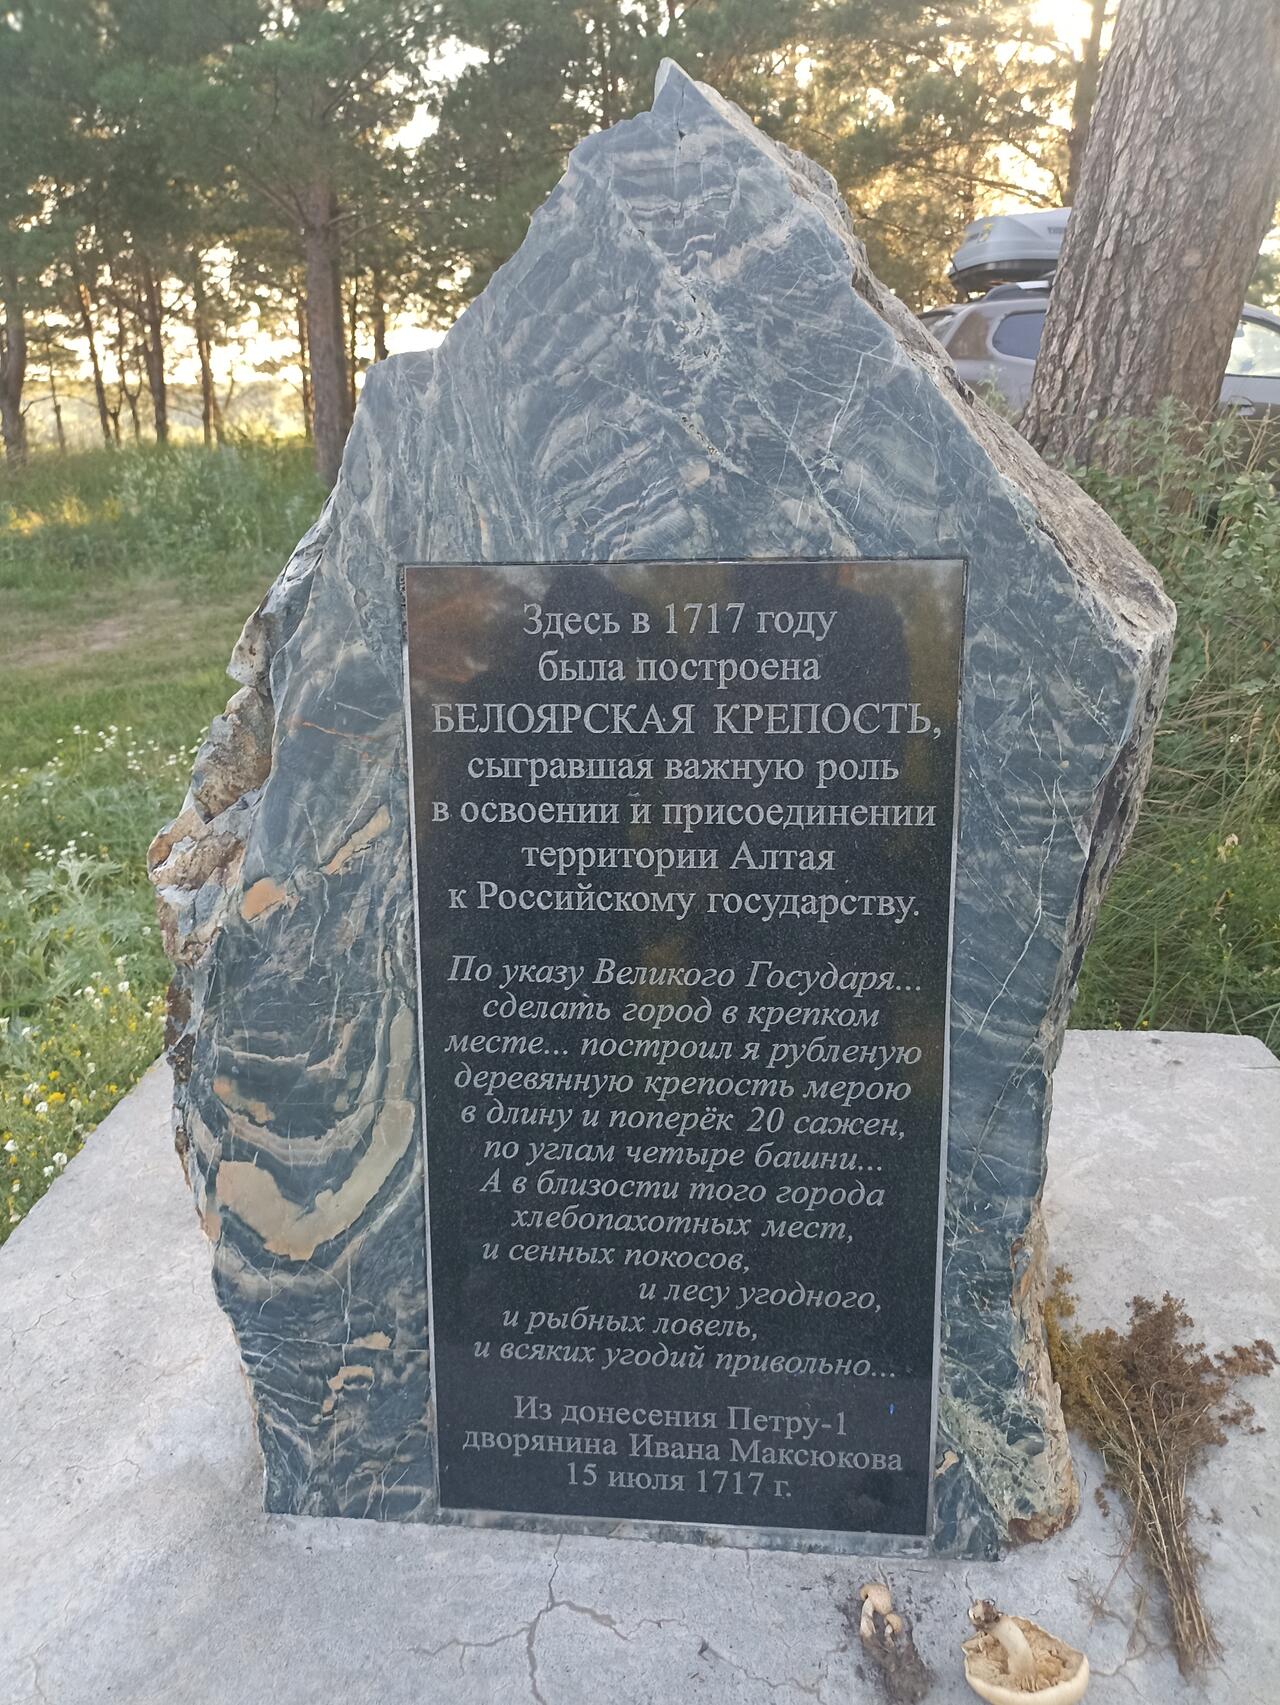 Здесь в 1717 году
была построена
БЕЛОЯРСКАЯ КРЕПОСТЬ,
сыгравшая важную роль
в освоении и присоединении
территории Алтая
к Российскому государству.
По указу Великого Государя...
сделать город в крепком
месте... построил я рубленую
деревянную крепость мерою
в длину и поперёк 20 сажен,
по углам четыре башни...
А в близости того города
хлебопахотных мест,
и сенных покосов,
и лесу угодного,
и рыбных ловель,
и всяких угодий привольно...
Из донесения Петру-1
дворянина Ивана Максюкова
15 июля 1717 г.